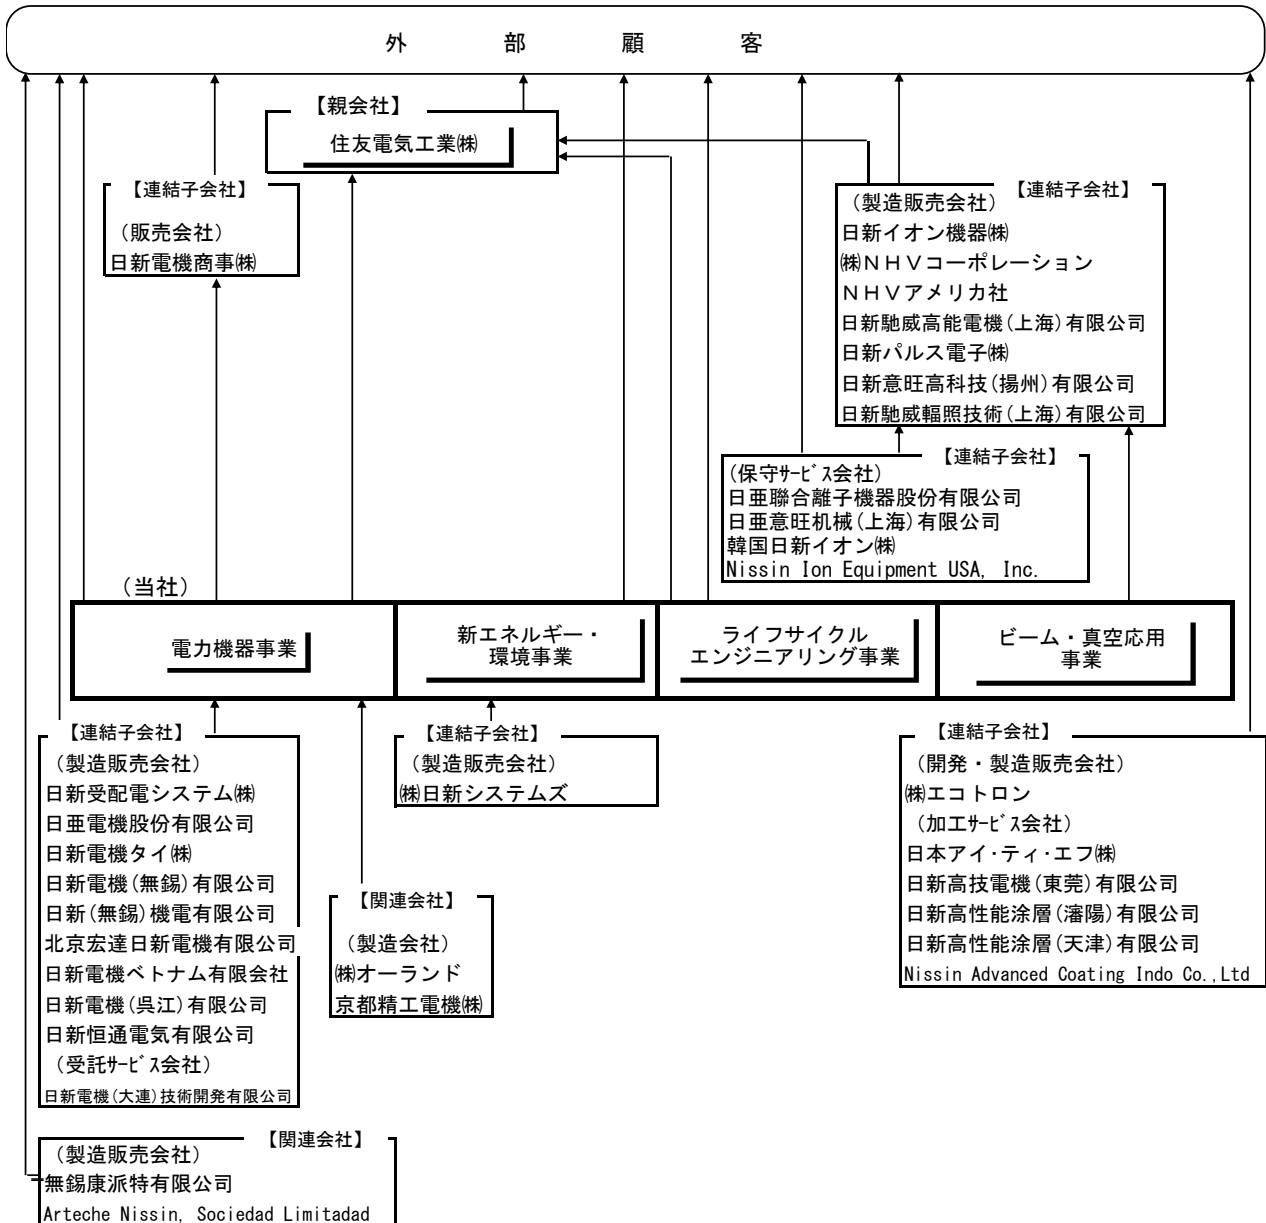 外部顧客
【親会社】
住友電気工業㈱
【連結子会社】
（販売会社）
日新電機商事㈱
【連結子会社】
（製造販売会社）
日新イオン機器㈱
㈱ＮＨＶコーポレーション
ＮＨＶアメリカ社
日新馳威高能電機(上海)有限公司
日新パルス電子㈱
日新意旺高科技(揚州)有限公司
日新馳威輻照技術(上海)有限公司
【連結子会社】
（保守ｻｰﾋﾞｽ会社）
日亜聯合離子機器股份有限公司
日亜意旺机械(上海)有限公司
韓国日新イオン㈱
Nissin Ion Equipment USA, Inc.
（当社）
電力機器事業
新エネルギー・
環境事業
ライフサイクル
エンジニアリング事業
ビーム・真空応用
事業
【連結子会社】
（製造販売会社）
日新受配電システム㈱
日亜電機股份有限公司
日新電機タイ㈱
日新電機(無錫)有限公司
日新(無錫)機電有限公司
北京宏達日新電機有限公司
日新電機ベトナム有限会社
日新電機(呉江)有限公司
日新恒通電気有限公司
（受託ｻｰﾋﾞｽ会社）
日新電機(大連)技術開発有限公司
【関連会社】
（製造会社）
㈱オーランド
京都精工電機㈱
【連結子会社】
（製造販売会社）
㈱日新システムズ
【連結子会社】
（開発・製造販売会社）
㈱エコトロン
（加工ｻｰﾋﾞｽ会社）
日本アイ・ティ・エフ㈱
日新高技電機(東莞)有限公司
日新高性能涂層(瀋陽)有限公司
日新高性能涂層(天津)有限公司
Nissin Advanced Coating Indo Co.,Ltd
【関連会社】
（製造販売会社）
無錫康派特有限公司
Arteche Nissin, Sociedad Limitadad